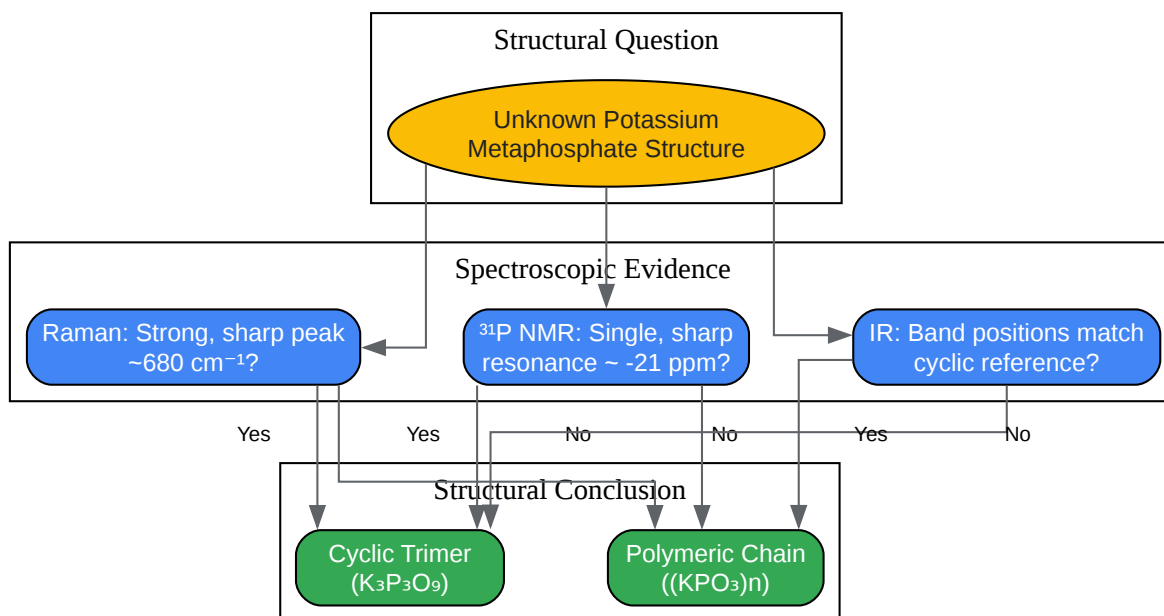 Structural Question
Unknown Potassium
Metaphosphate Structure
Spectroscopic Evidence
Raman: Strong, sharp peak
~680 cm⁻¹?
³¹P NMR: Single, sharp
resonance ~ -21 ppm?
IR: Band positions match
cyclic reference?
Yes
Yes
No
No
Yes
No
Structural Conclusion
Cyclic Trimer
(K₃P₃O₉)
Polymeric Chain
((KPO₃)n)